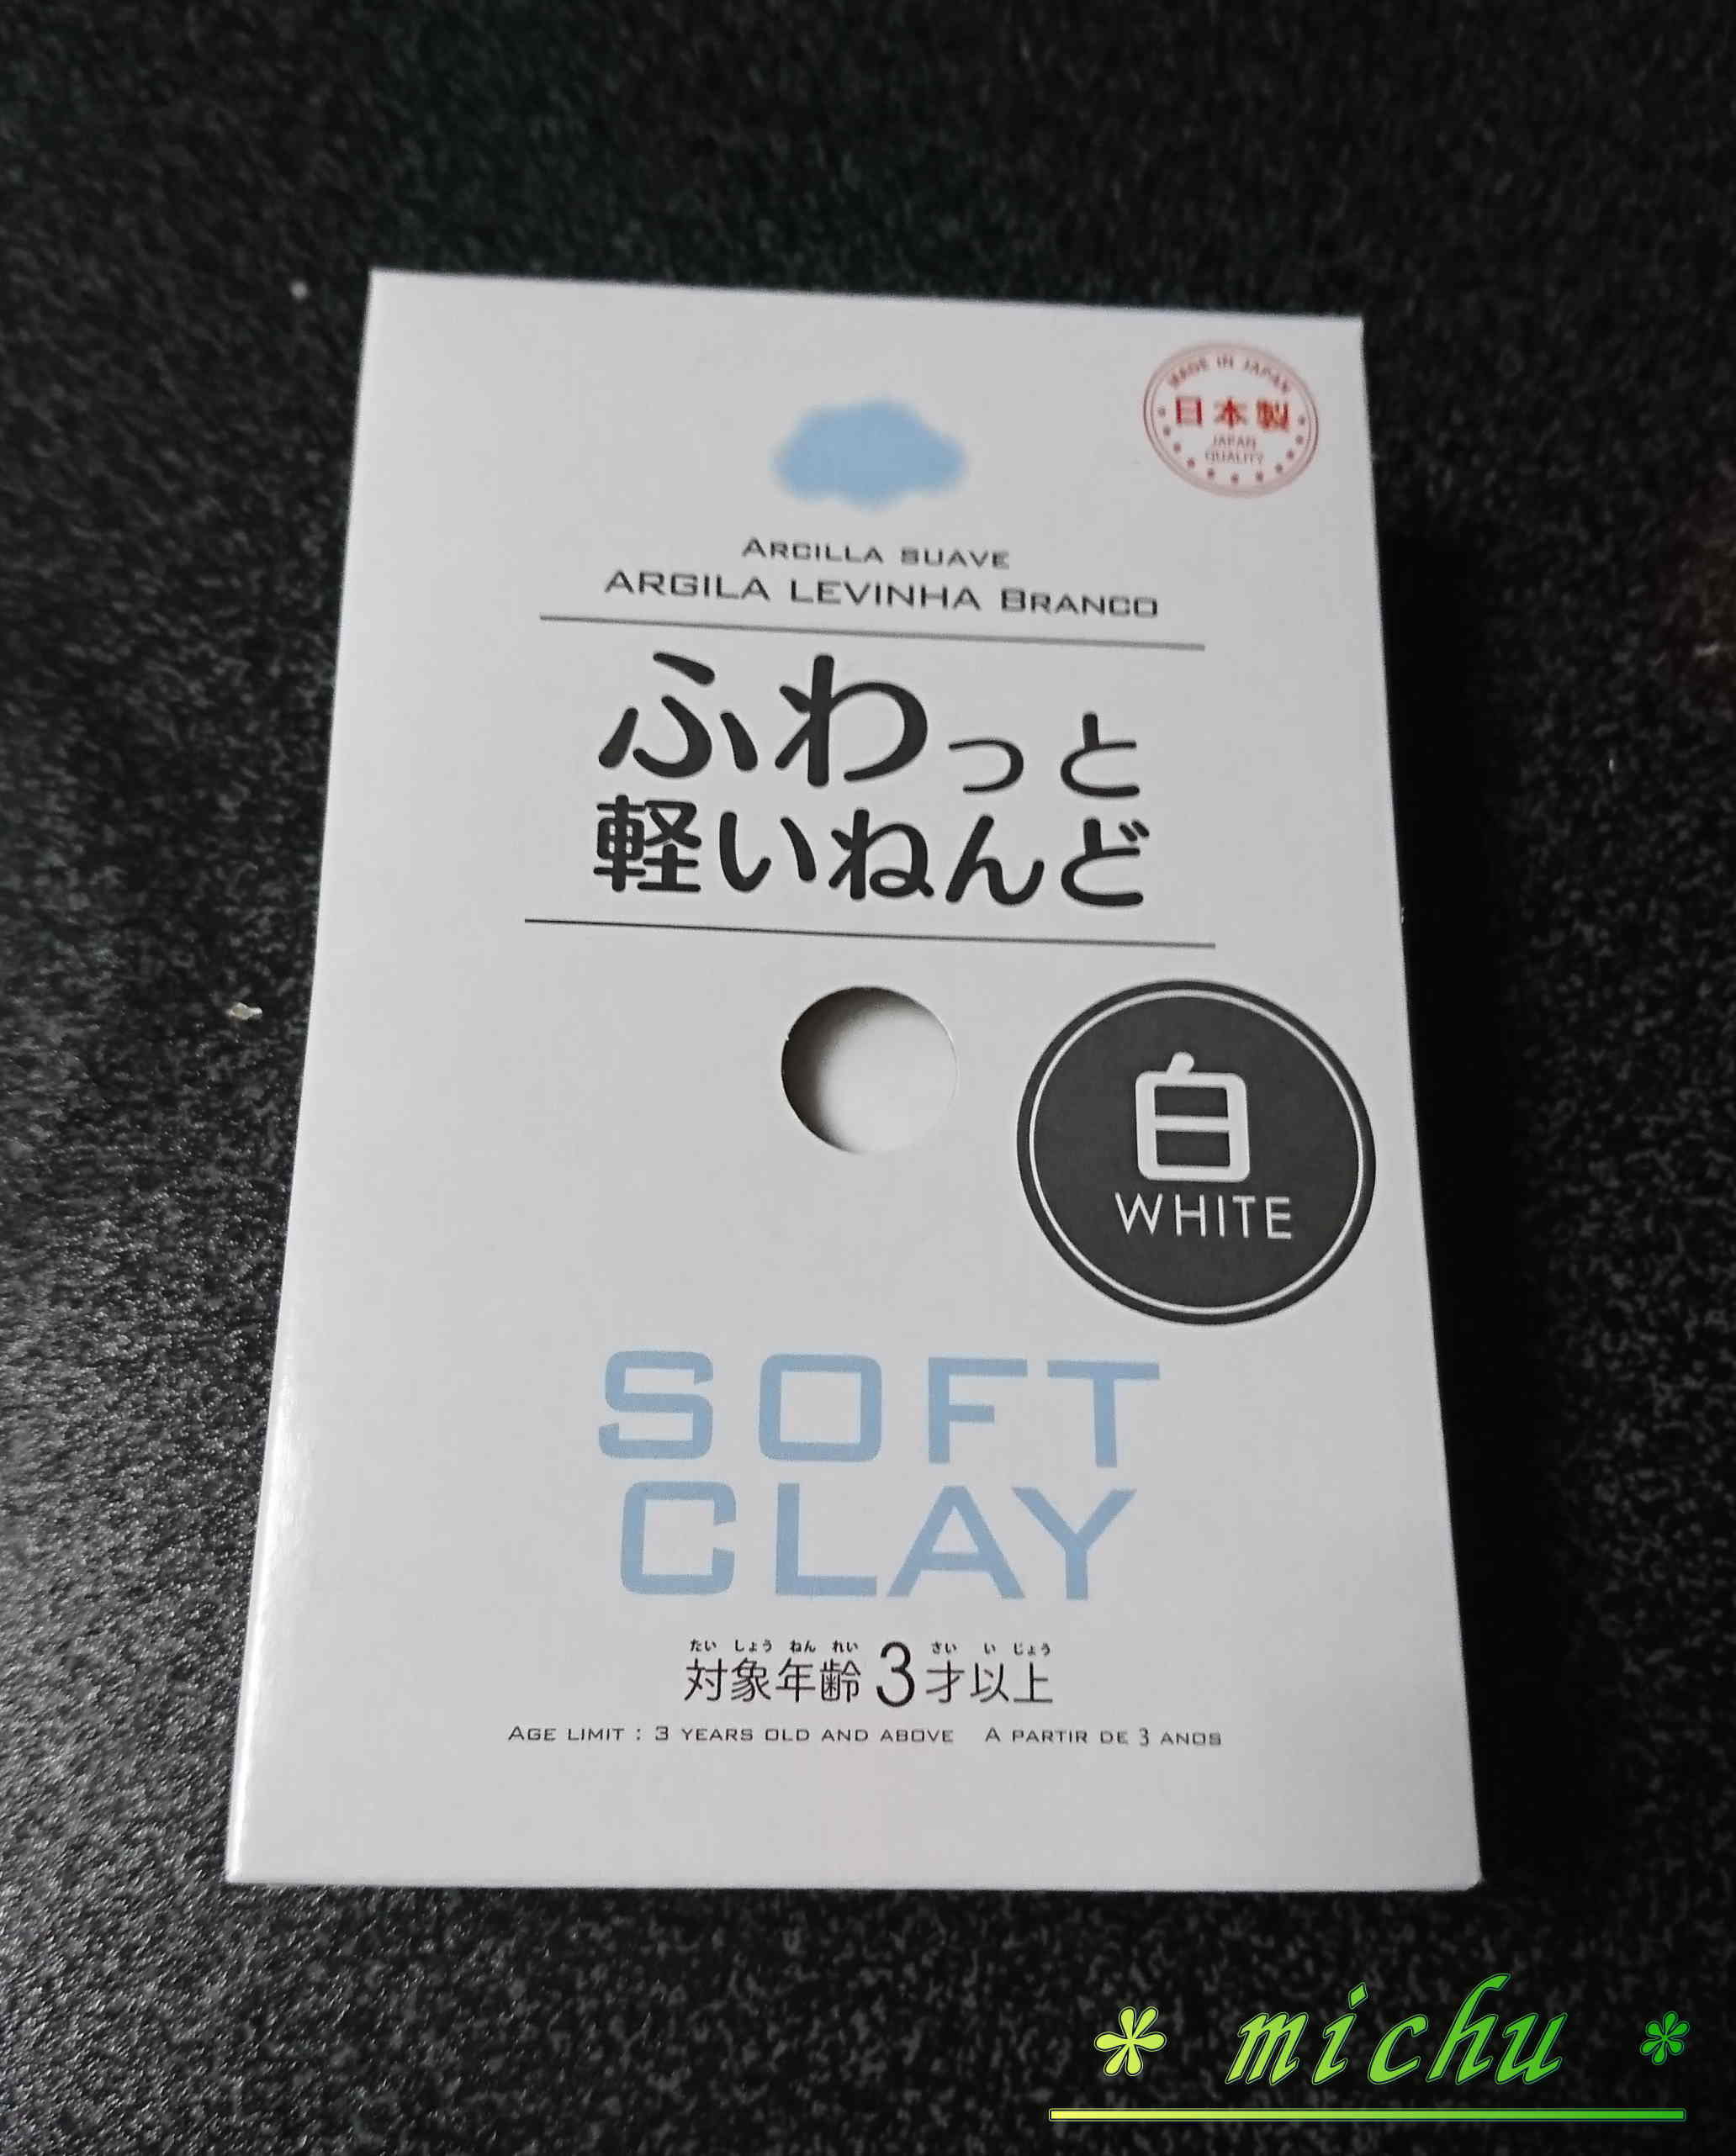 MADE IN JAPAN
日本製
JAPAN
QUALITY
ARCILLA SUAVE
ARGILA LEVINHA BRANCO
ふわっと
軽いねんど
白
WHITE
SOFT
CLAY
たい しょう ねん れい さい い じょう
対象年齢3才以上
AGE LIMIT : 3 YEARS OLD AND ABOVE A PARTIR DE 3 ANOS
* michu *